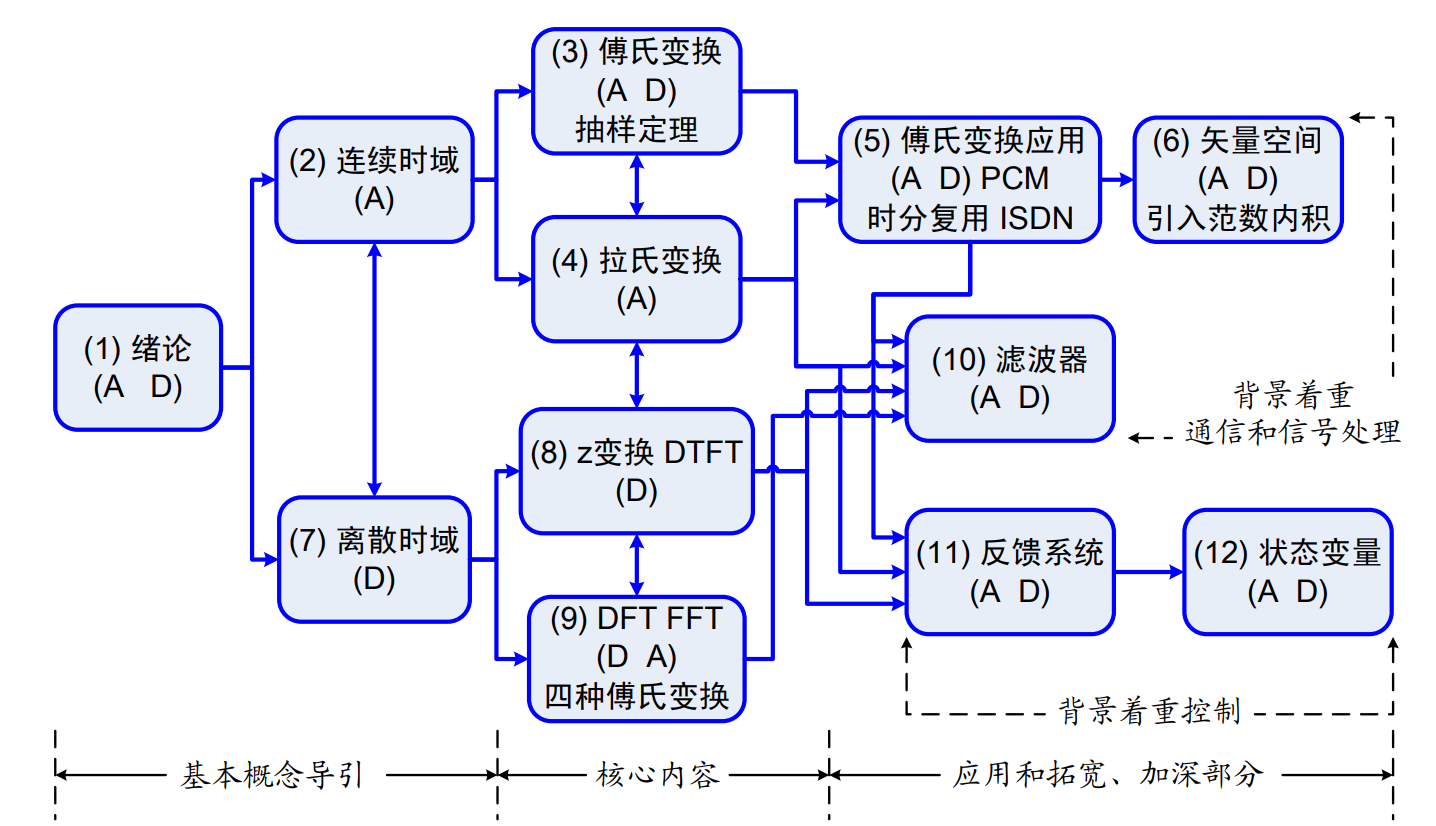 (1) 绪论
(A D)
(2) 连续时域
(A)
(7) 离散时域
(D)
(3) 傅氏变换
(A D)
抽样定理
(4) 拉氏变换
(A)
(8) z变换 DTFT
(D)
(9) DFT FFT
(D A)
四种傅氏变换
(5) 傅氏变换应用
(A D) PCM
时分复用 ISDN
(6) 矢量空间
(A D)
引入范数内积
(10) 滤波器
(A D)
背景着重
通信和信号处理
(11) 反馈系统
(A D)
(12) 状态变量
(A D)
背景着重控制
基本概念导引
核心内容
应用和拓宽、加深部分